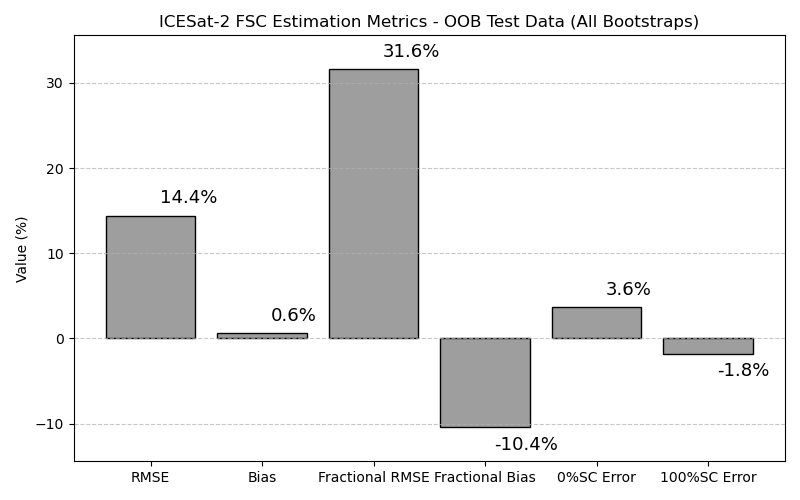 ICESat-2 FSC Estimation Metrics - OOB Test Data (All Bootstraps)
Value (%)
30
20
10
0
−10
14.4%
0.6%
31.6%
-10.4%
3.6%
-1.8%
RMSE
Bias
Fractional RMSE
Fractional Bias
0%SC Error
100%SC Error